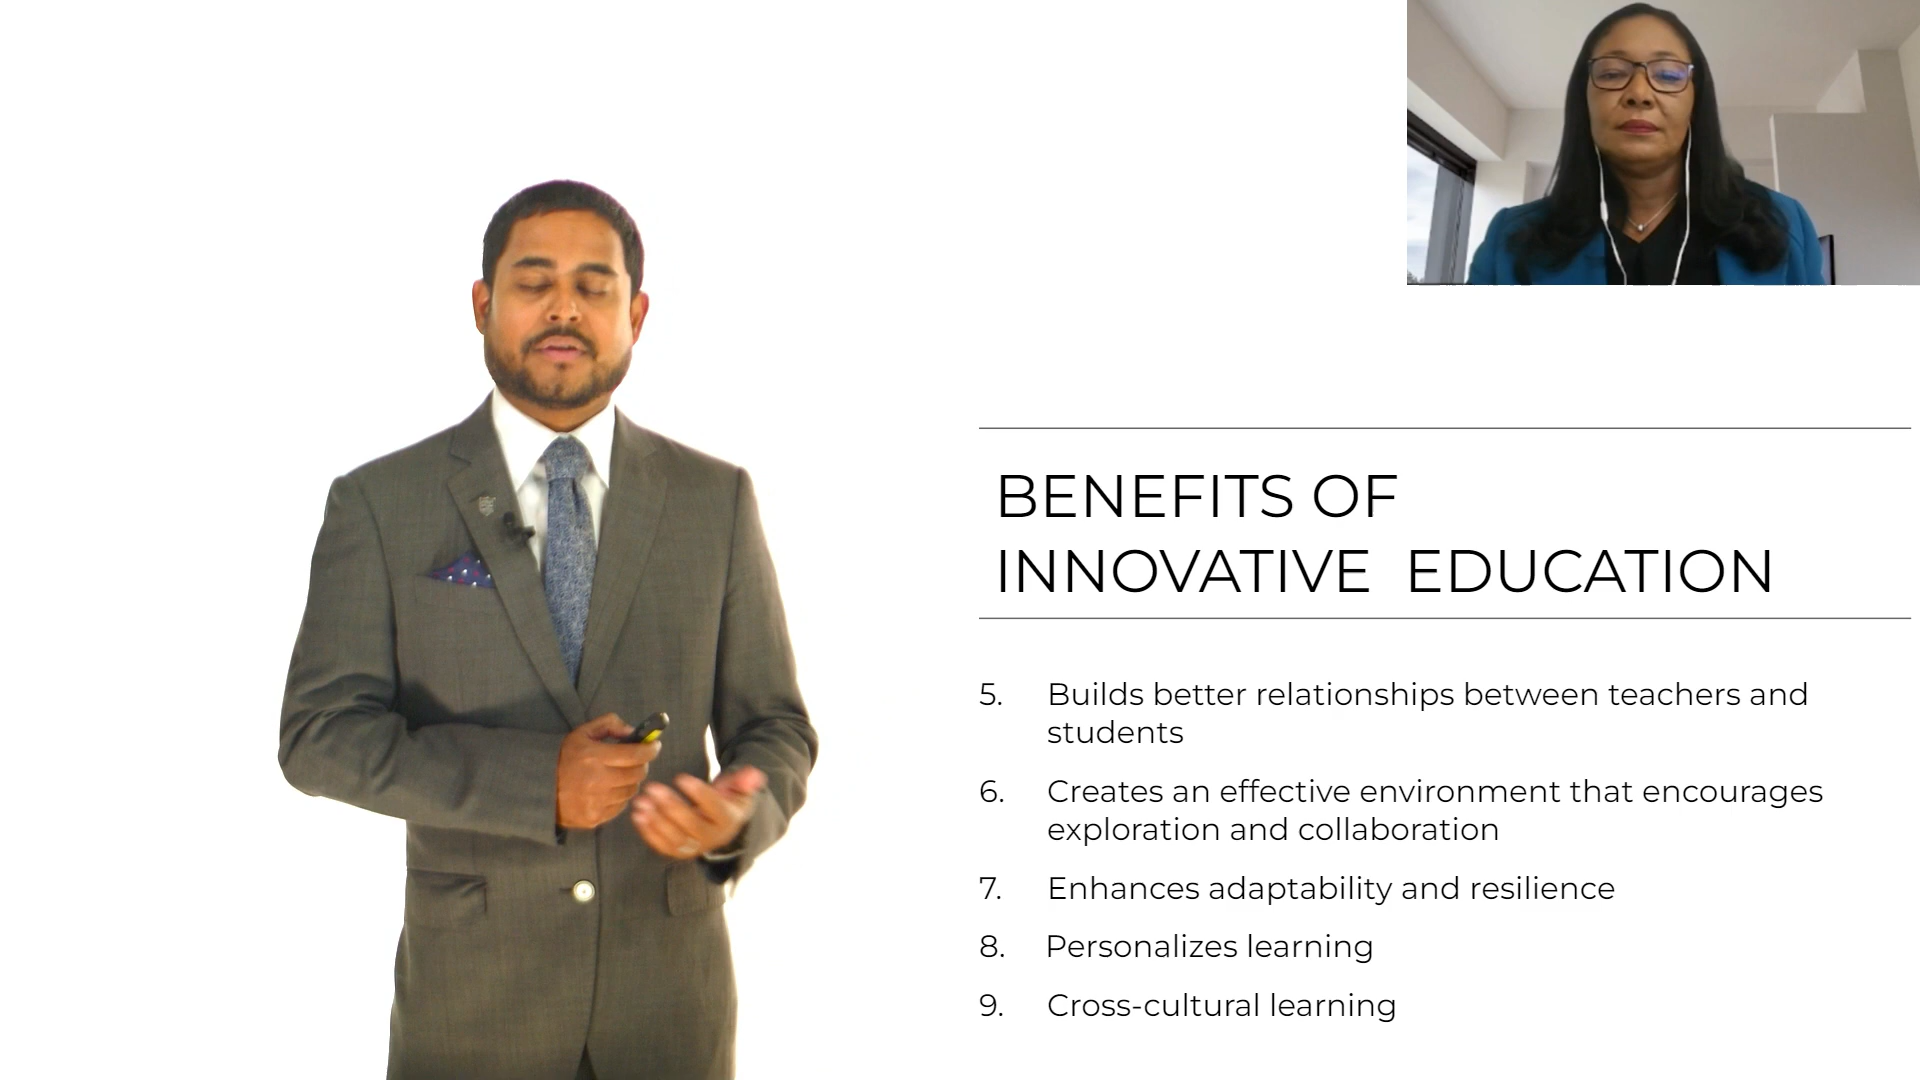 BENEFITS OF
INNOVATIVE EDUCATION
5. Builds better relationships between teachers and
students
6. Creates an effective environment that encourages
exploration and collaboration
7. Enhances adaptability and resilience
8. Personalizes learning
9. Cross-cultural learning